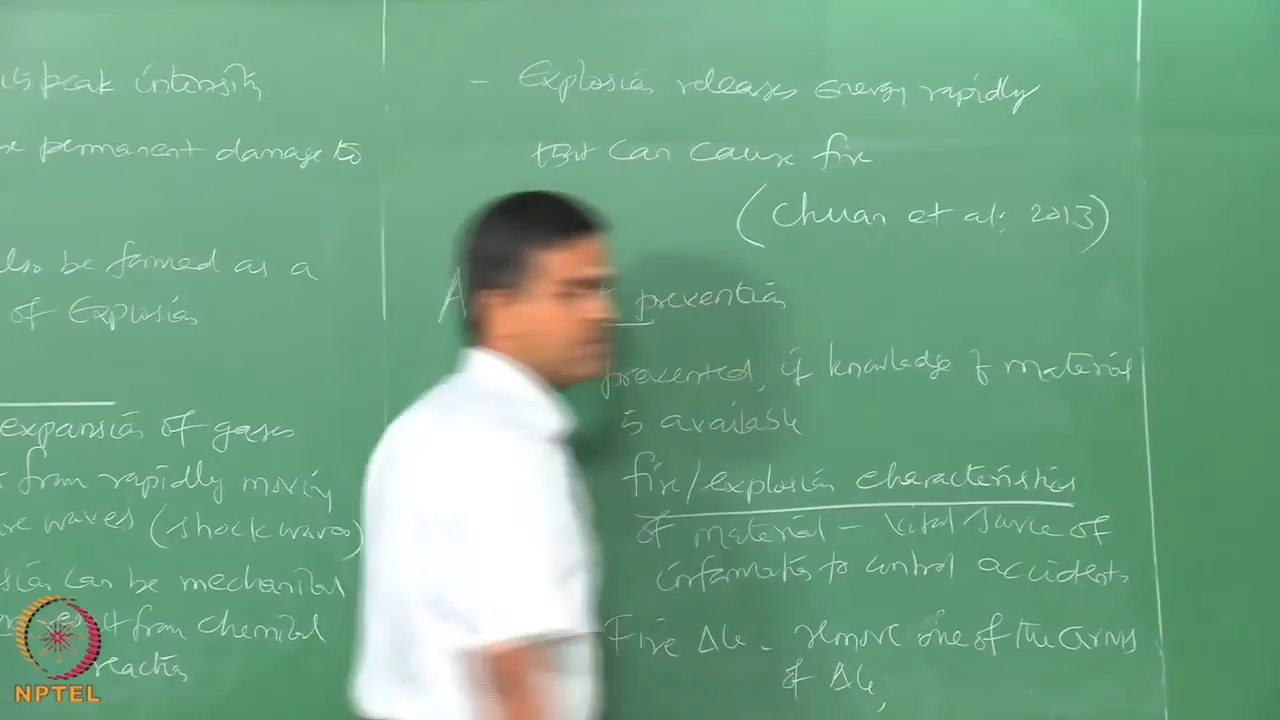 peak intensity
permanent damage to
be formed as a
of Explosion
expansion of gases
from rapidly moving
waves (shock waves)
can be mechanical
from chemical
reaction
- Explosion releases energy rapidly
But can cause fire
(Chuan et al; 2013)
prevention
prevented, if knowledge of material
is available
fire/explosion characteristics
of material - vital source of
information to control accidents
Fire Δle - remove one of the arms
of Δle,
NPTEL